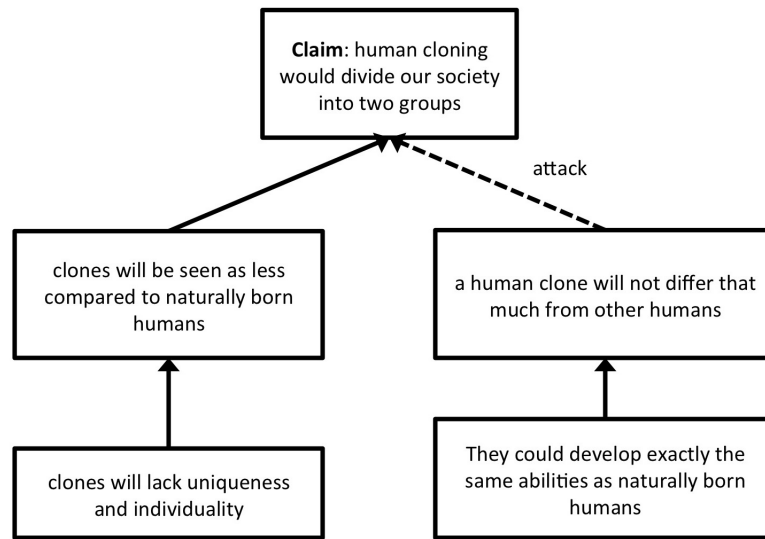 Claim: human cloning
would divide our society
into two groups
attack
clones will be seen as less
compared to naturally born
humans
a human clone will not differ that
much from other humans
clones will lack uniqueness
and individuality
They could develop exactly the
same abilities as naturally born
humans